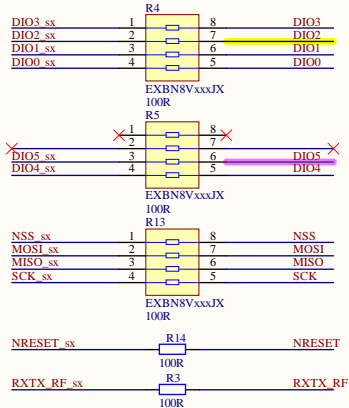 R4
DIO3_sx 1 8 DIO3
DIO2_sx 2 7 DIO2
DIO1_sx 3 6 DIO1
DIO0_sx 4 5 DIO0
EXBN8VxxxJX
100R
R5
1 8
2 7
DIO5_sx 3 6 DIO5
DIO4_sx 4 5 DIO4
EXBN8VxxxJX
100R
R13
NSS_sx 1 8 NSS
MOSI_sx 2 7 MOSI
MISO_sx 3 6 MISO
SCK_sx 4 5 SCK
EXBN8VxxxJX
100R
NRESET_sx R14 NRESET
100R
RXTX_RF_sx R3 RXTX_RF
100R